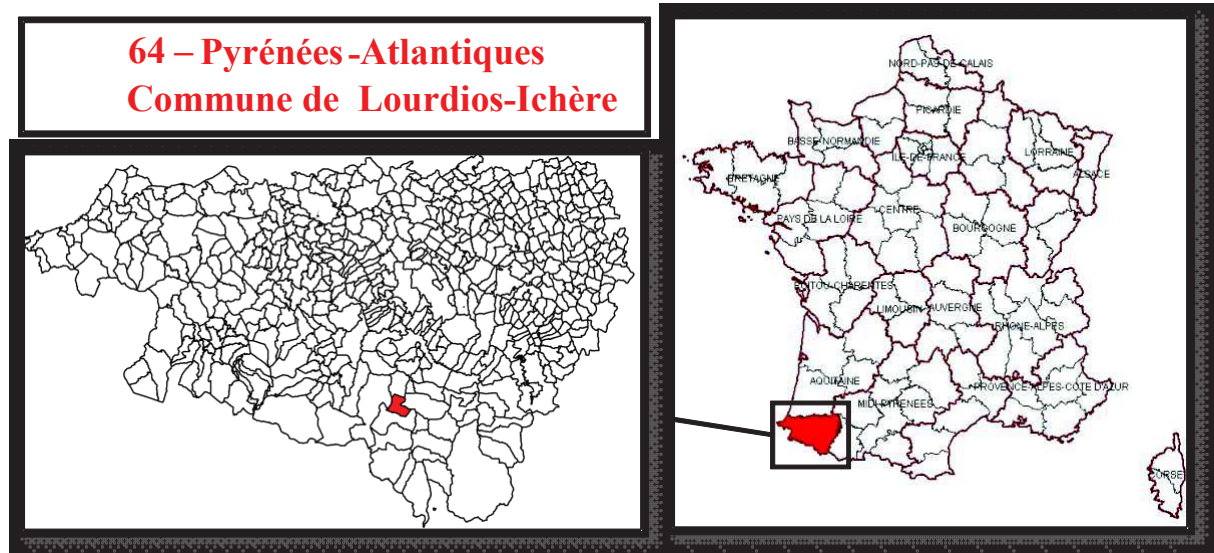 64 – Pyrénées -Atlantiques
Commune de Lourdios-Ichère
NORD-PAS-DE-CALAIS
PICARDIE
BASSE-NORMANDIE
ILE-DE-FRANCE
LORRAINE
ALSACE
BRETAGNE
PAYS DE LA LOIRE
CENTRE
BOURGOGNE
POITOU-CHARENTES
LIMOUSIN
AUVERGNE
RHONE-ALPES
AQUITAINE
MIDI-PYRENEES
PROVENCE-ALPES-COTE D'AZUR
CORSE